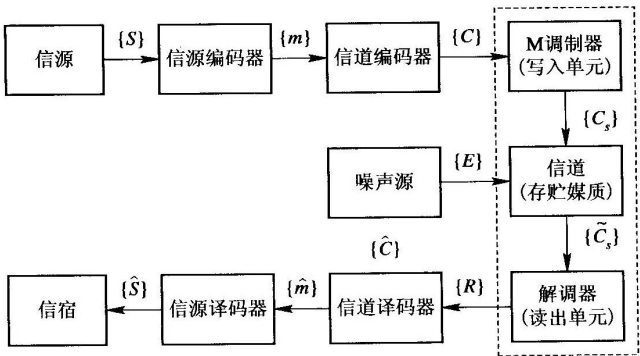 {S}
{m}
{C}
信源
信源编码器
信道编码器
M调制器
(写入单元)
{C_s}
噪声源
{E}
信道
(存贮媒质)
{C̃_s}
{Ĉ}
{Ŝ}
{m̂}
{R}
信宿
信源译码器
信道译码器
解调器
(读出单元)